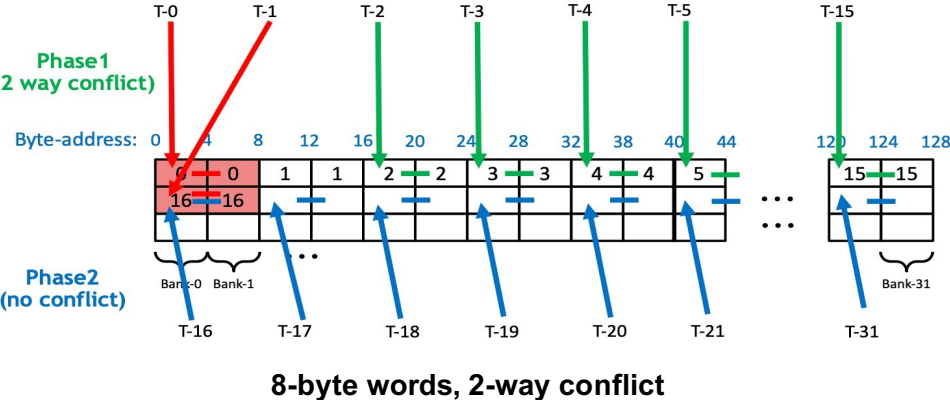 T-0 T-1 T-2 T-3 T-4 T-5 T-15
Phase1
2 way conflict)
Byte-address: 0 4 8 12 16 20 24 28 32 38 40 44 120 124 128
0 0 1 1 2 2 3 3 4 4 5 15 15
16 16
...
...
...
Bank-0 Bank-1 Bank-31
Phase2
(no conflict)
T-16 T-17 T-18 T-19 T-20 T-21 T-31
8-byte words, 2-way conflict